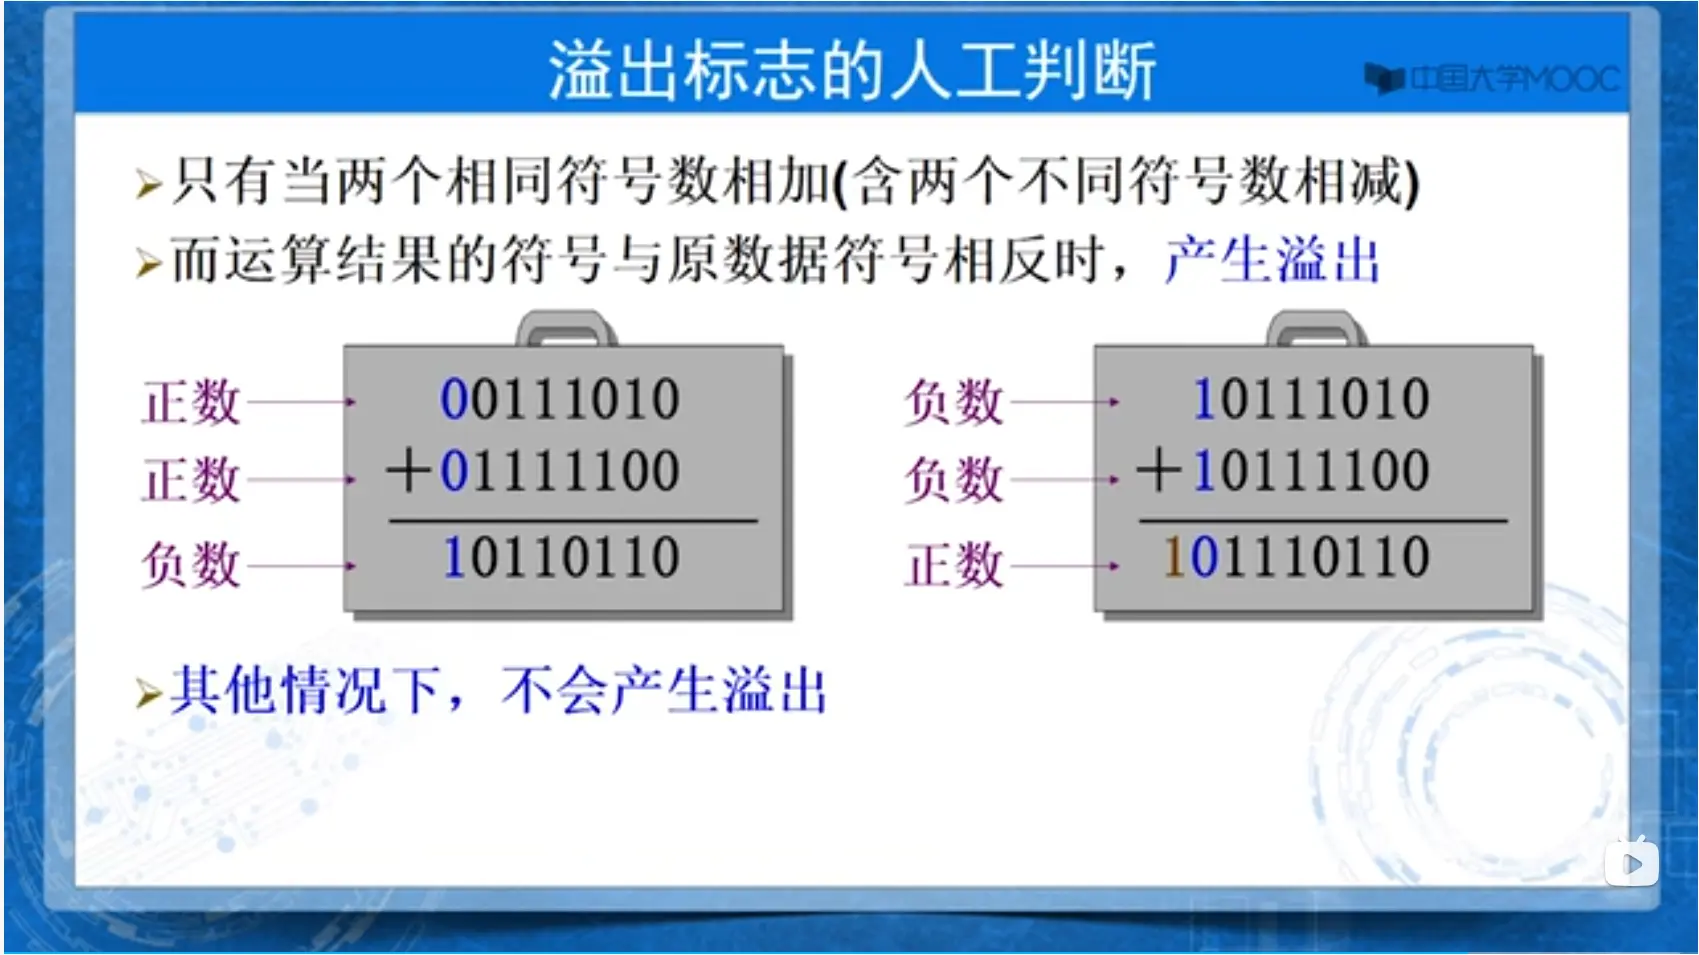 溢出标志的人工判断
中国大学MOOC
只有当两个相同符号数相加(含两个不同符号数相减)
而运算结果的符号与原数据符号相反时，产生溢出
正数 00111010
正数 +01111100
负数 10110110
负数 10111010
负数 +10111100
正数 101110110
其他情况下，不会产生溢出